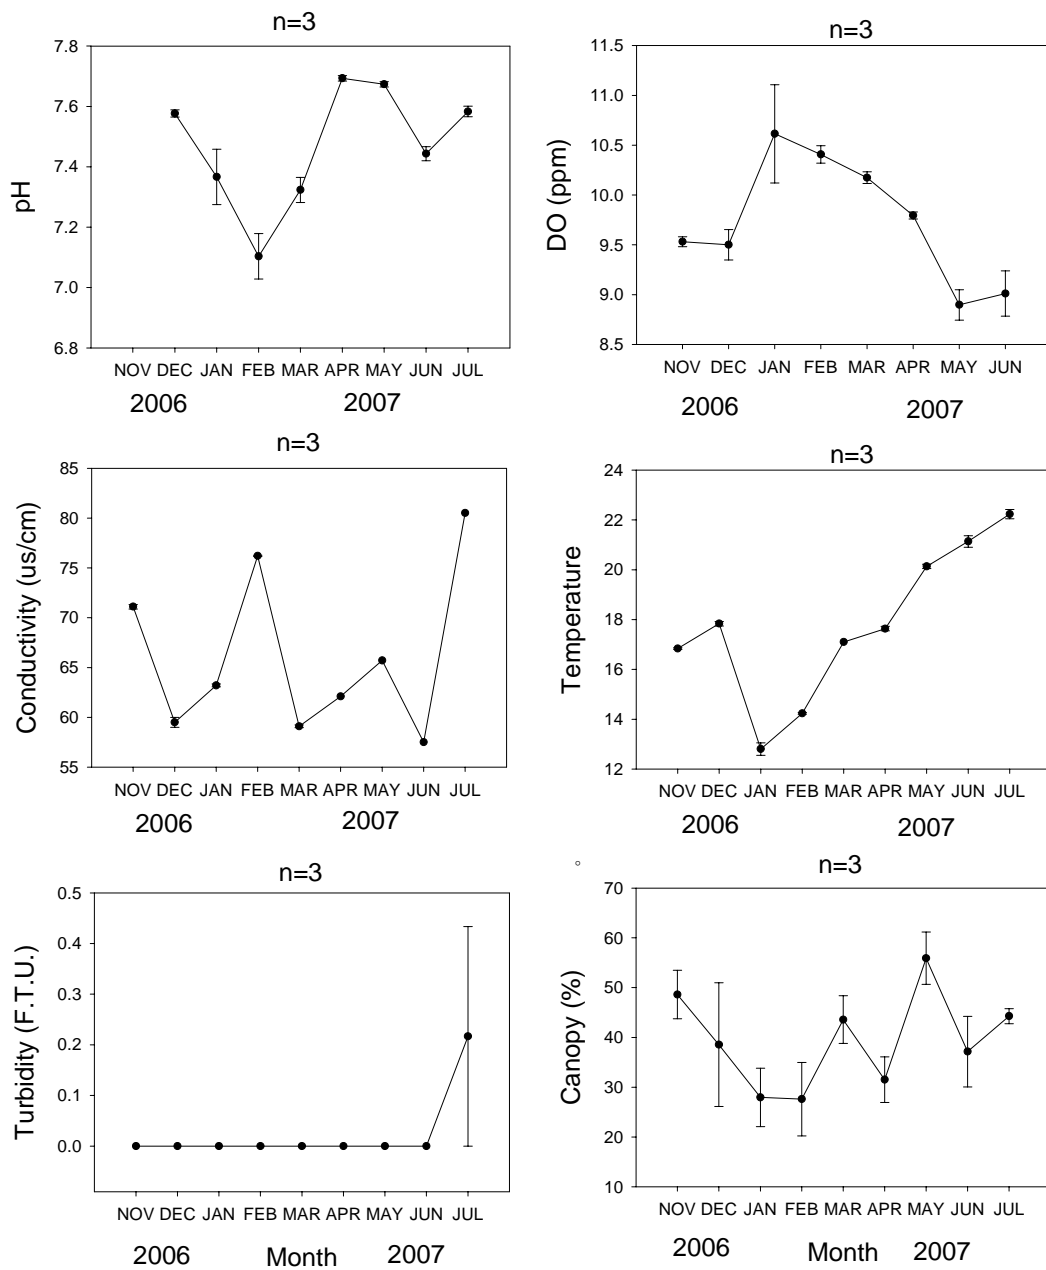 n=3
7.8
7.6
7.4
7.2
7.0
6.8
pH
NOV DEC JAN FEB MAR APR MAY JUN JUL
2006 2007
n=3
11.5
11.0
10.5
10.0
9.5
9.0
8.5
DO (ppm)
NOV DEC JAN FEB MAR APR MAY JUN
2006 2007
n=3
85
80
75
70
65
60
55
Conductivity (us/cm)
NOV DEC JAN FEB MAR APR MAY JUN JUL
2006 2007
n=3
24
22
20
18
16
14
12
Temperature
NOV DEC JAN FEB MAR APR MAY JUN JUL
2006 2007
n=3
0.5
0.4
0.3
0.2
0.1
0.0
Turbidity (F.T.U.)
NOV DEC JAN FEB MAR APR MAY JUN JUL
2006 Month 2007
°
n=3
70
60
50
40
30
20
10
Canopy (%)
NOV DEC JAN FEB MAR APR MAY JUN JUL
2006 Month 2007